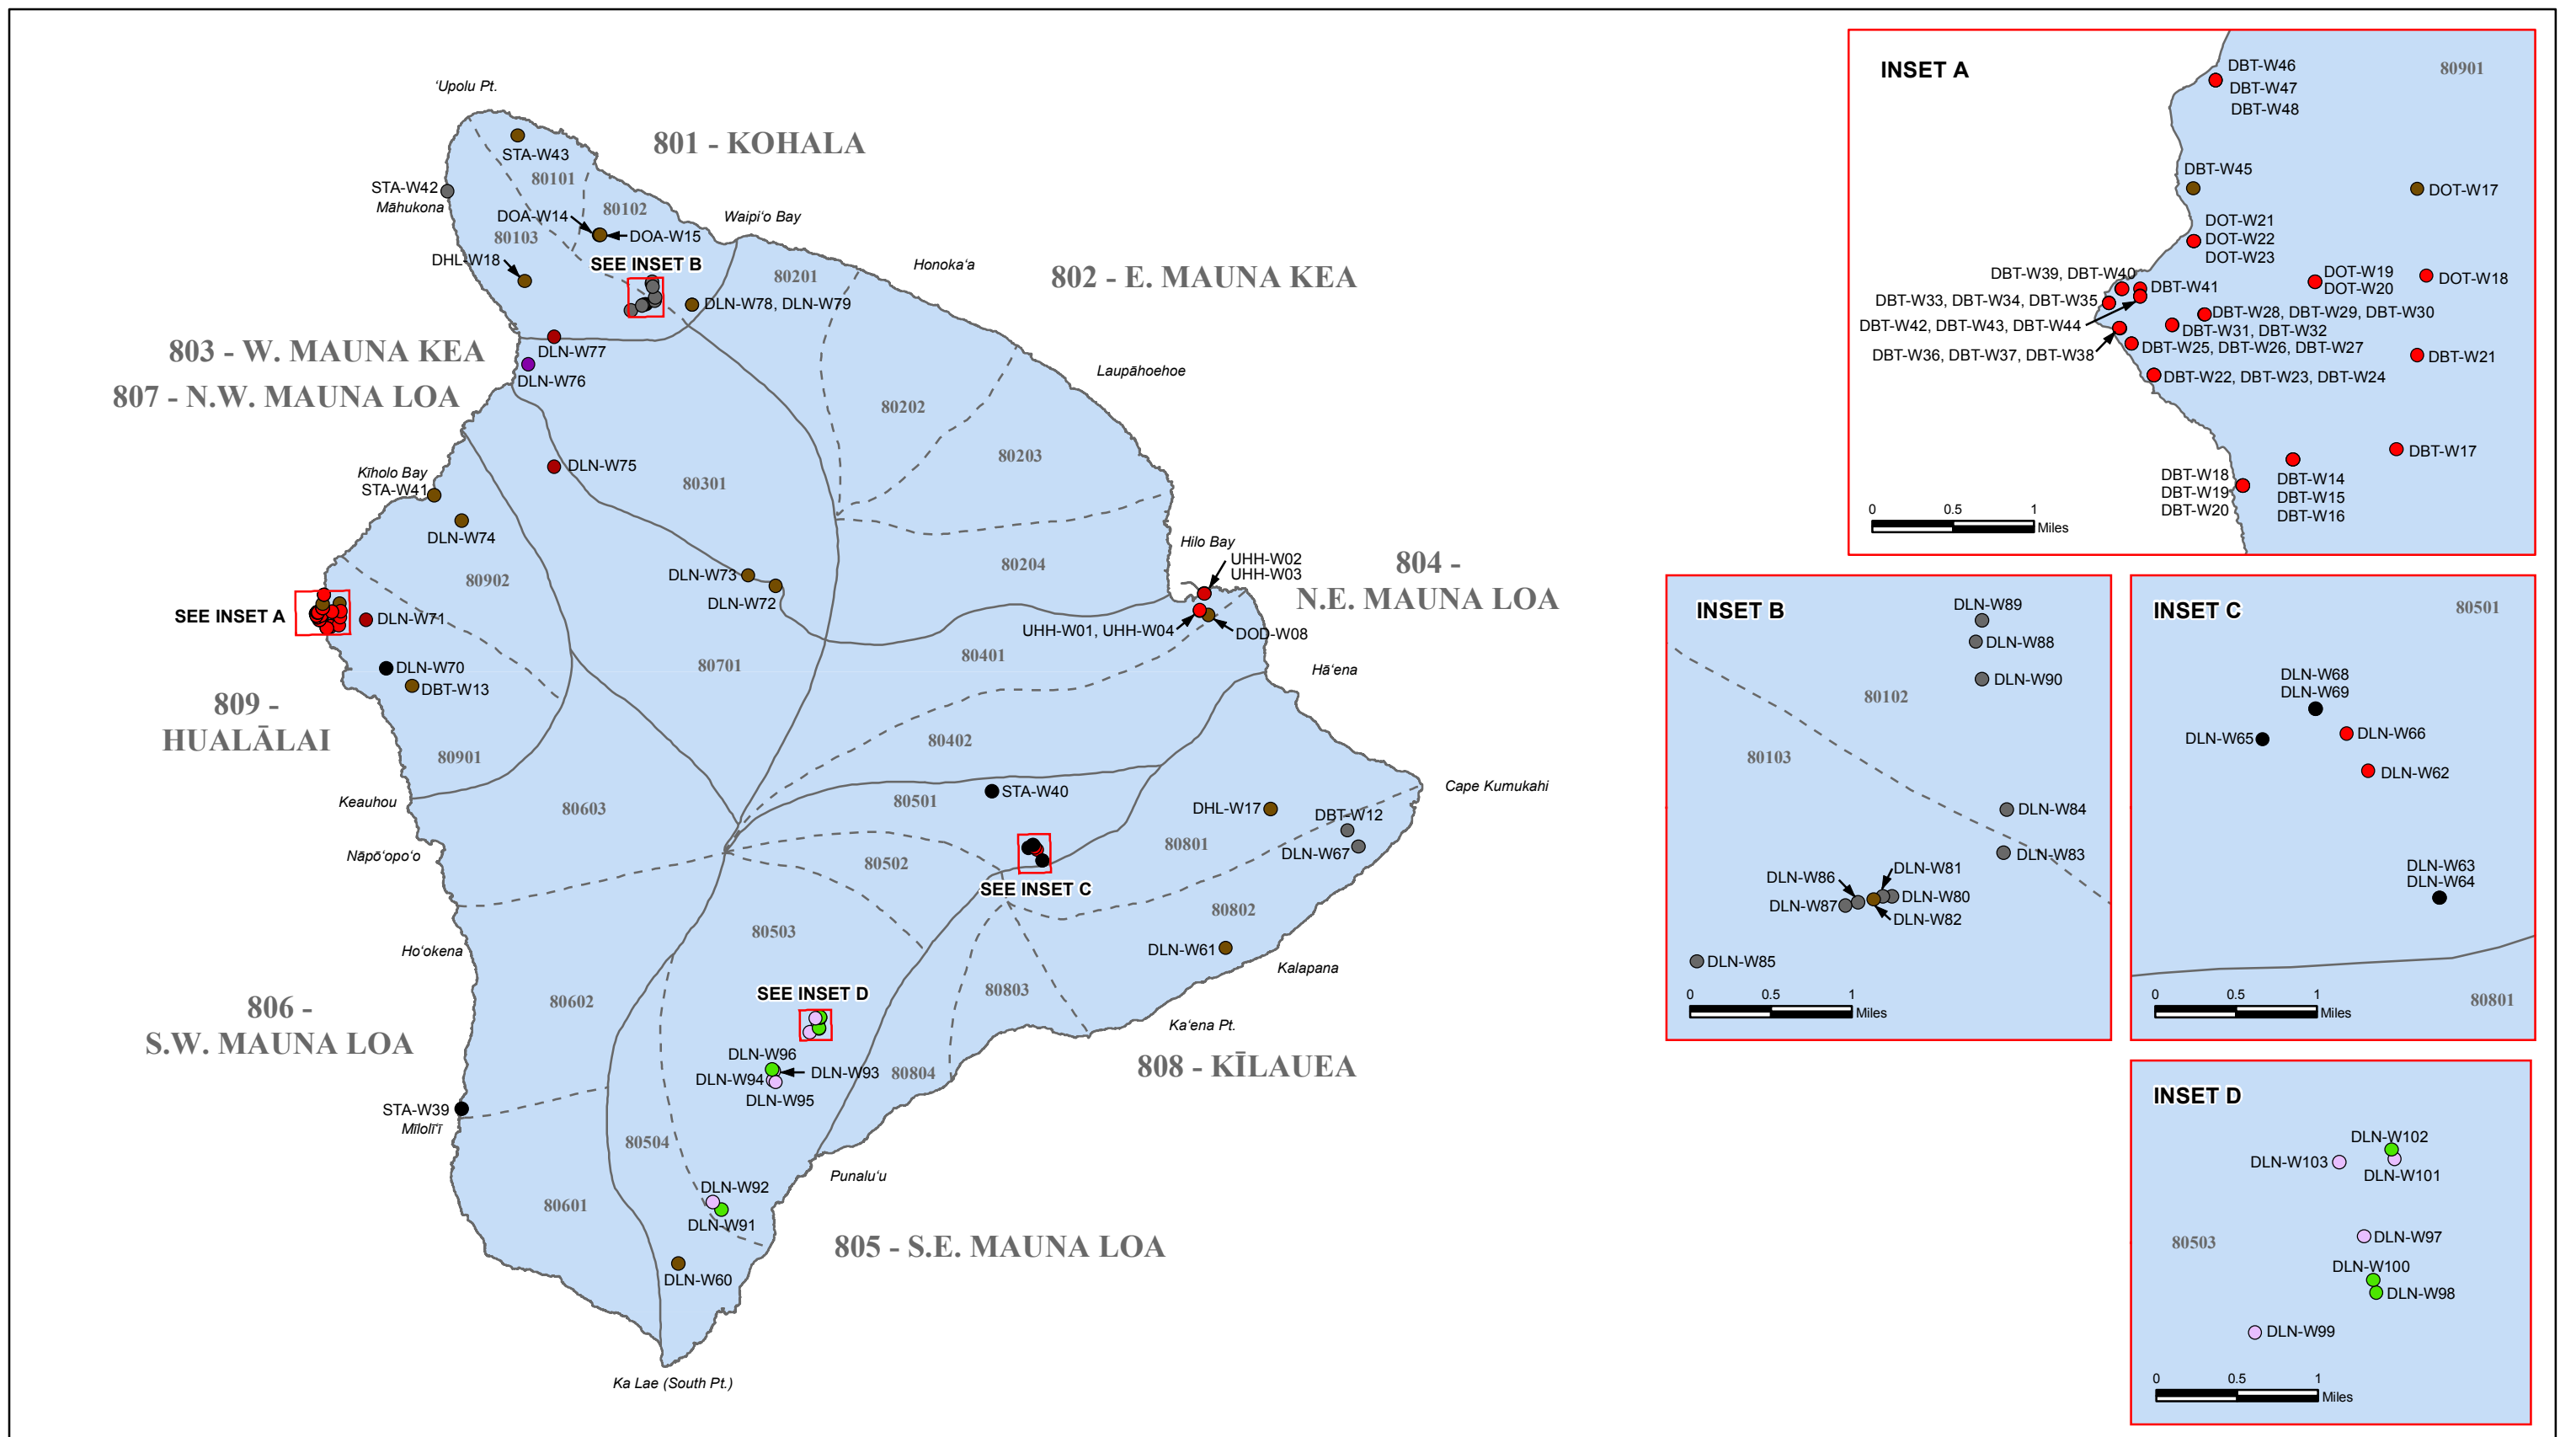 'Upolu Pt.
801 - KOHALA
STA-W43
80101
STA-W42
Māhukona
80102
DOA-W14
DOA-W15
Waipi'o Bay
80103
DHL-W18
SEE INSET B
80201
Honoka'a
802 - E. MAUNA KEA
DLN-W78, DLN-W79
803 - W. MAUNA KEA
DLN-W77
DLN-W76
Laupāhoehoe
807 - N.W. MAUNA LOA
80202
80203
DLN-W75
Kīholo Bay
STA-W41
80301
DLN-W74
Hilo Bay
UHH-W02
UHH-W03
804 -
N.E. MAUNA LOA
80902
DLN-W73
DLN-W72
80204
SEE INSET A
DLN-W71
UHH-W01, UHH-W04
DOD-W08
80401
DLN-W70
80701
Hā'ena
DBT-W13
809 -
HUALĀLAI
80402
80901
Keauhou
80603
80501
STA-W40
Cape Kumukahi
DHL-W17
DBT-W12
Nāpō'opo'o
80502
80801
DLN-W67
SEE INSET C
80802
80503
Ho'okena
DLN-W61
Kalapana
SEE INSET D
80602
80803
806 -
S.W. MAUNA LOA
Ka'ena Pt.
DLN-W96
DLN-W93
DLN-W94
DLN-W95
80804
808 - KĪLAUEA
STA-W39
Miloli'i
80504
Punalu'u
DLN-W92
DLN-W91
80601
805 - S.E. MAUNA LOA
DLN-W60
Ka Lae (South Pt.)
INSET A
80901
DBT-W46
DBT-W47
DBT-W48
DBT-W45
DOT-W17
DOT-W21
DOT-W22
DOT-W23
DBT-W39, DBT-W40
DBT-W41
DOT-W19
DOT-W20
DOT-W18
DBT-W33, DBT-W34, DBT-W35
DBT-W28, DBT-W29, DBT-W30
DBT-W42, DBT-W43, DBT-W44
DBT-W31, DBT-W32
DBT-W36, DBT-W37, DBT-W38
DBT-W25, DBT-W26, DBT-W27
DBT-W21
DBT-W22, DBT-W23, DBT-W24
DBT-W17
DBT-W18
DBT-W19
DBT-W20
DBT-W14
DBT-W15
DBT-W16
0 0.5 1
Miles
INSET B
DLN-W89
DLN-W88
DLN-W90
80102
80103
DLN-W84
DLN-W83
DLN-W86
DLN-W81
DLN-W87
DLN-W80
DLN-W82
DLN-W85
0 0.5 1
Miles
INSET C
80501
DLN-W68
DLN-W69
DLN-W65
DLN-W66
DLN-W62
DLN-W63
DLN-W64
80801
0 0.5 1
Miles
INSET D
DLN-W102
DLN-W103
DLN-W101
80503
DLN-W97
DLN-W100
DLN-W98
DLN-W99
0 0.5 1
Miles